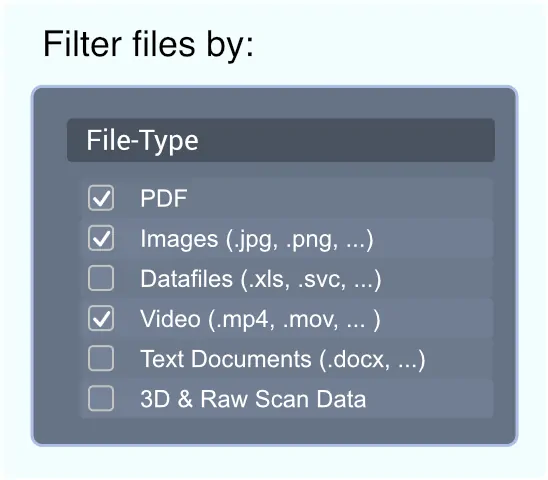 Filter files by:
File-Type
PDF
Images (.jpg, .png, ...)
Datafiles (.xls, .svc, ...)
Video (.mp4, .mov, ... )
Text Documents (.docx, ...)
3D & Raw Scan Data